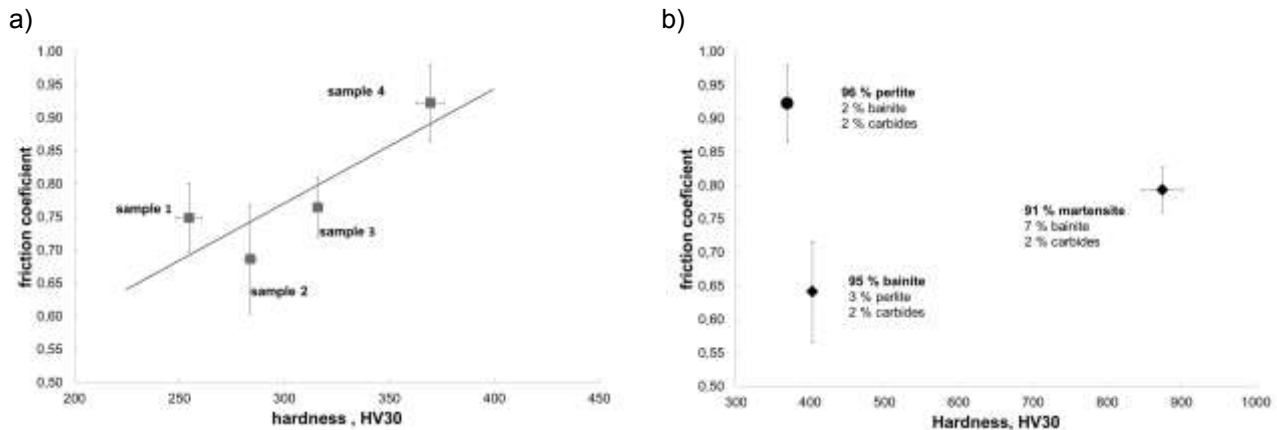 a)
1,00
0,95
0,90
0,85
0,80
0,75
0,70
0,65
0,60
0,55
0,50
friction coeficient
sample 4
sample 1
sample 3
sample 2
200
250
300
350
400
450
hardness , HV30
b)
1,00
0,95
0,90
0,85
0,80
0,75
0,70
0,65
0,60
0,55
0,50
friction coeficient
96 % perlite
2 % bainite
2 % carbides
91 % martensite
7 % bainite
2 % carbides
95 % bainite
3 % perlite
2 % carbides
300
400
500
600
700
800
900
1000
Hardness, HV30